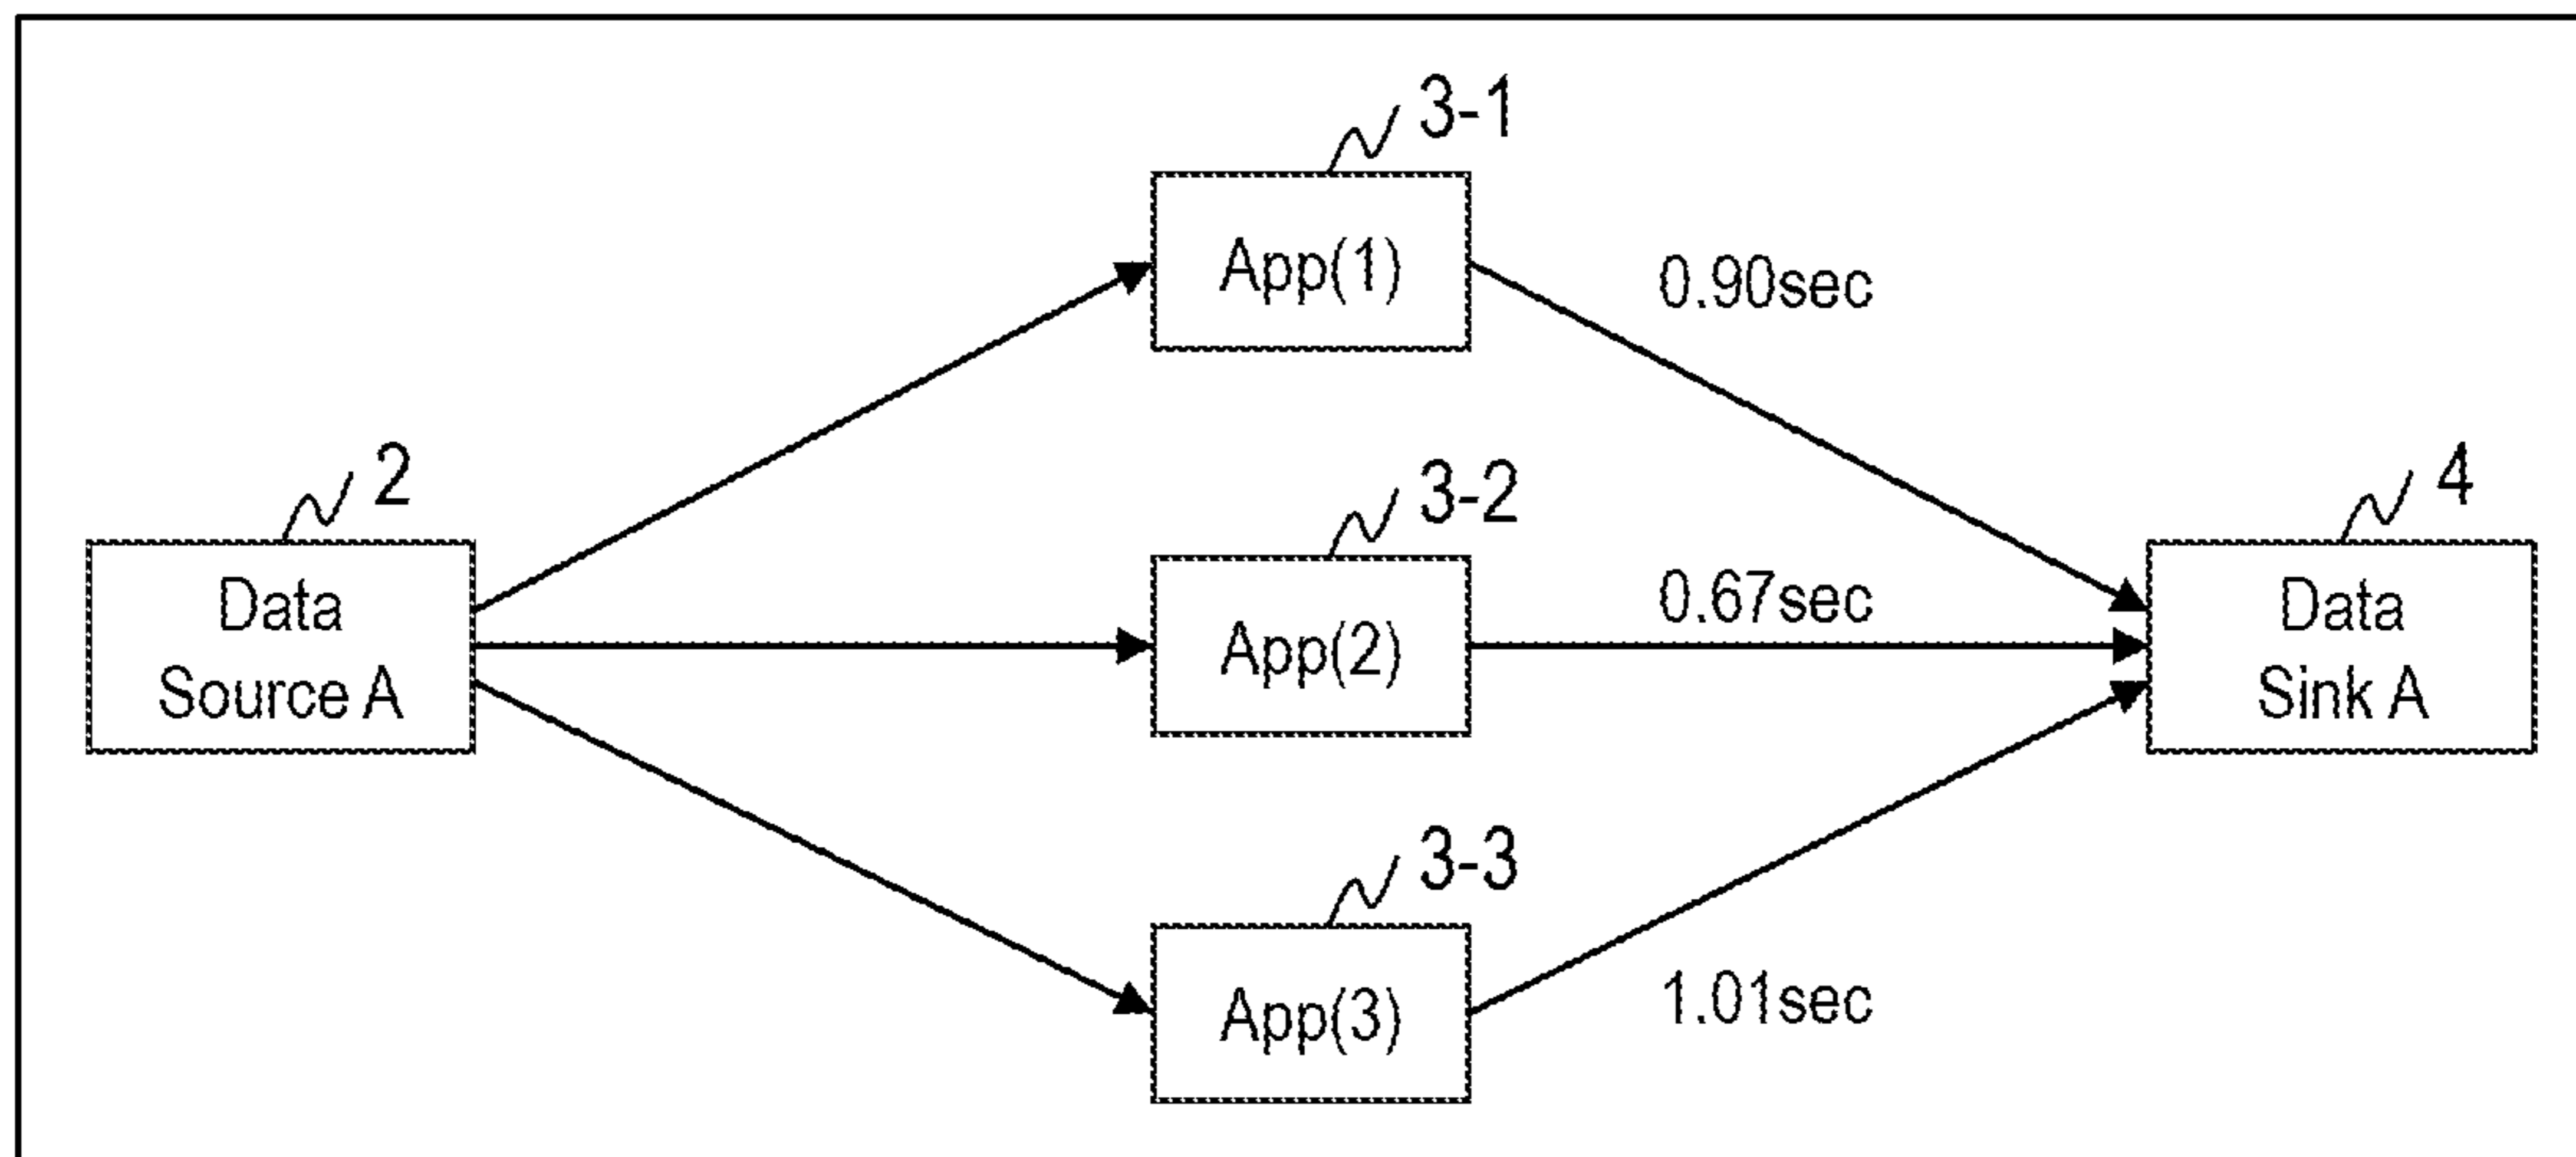 3-1
App(1)
0.90sec
2
3-2
4
Data
Source A
App(2)
0.67sec
Data
Sink A
3-3
App(3)
1.01sec